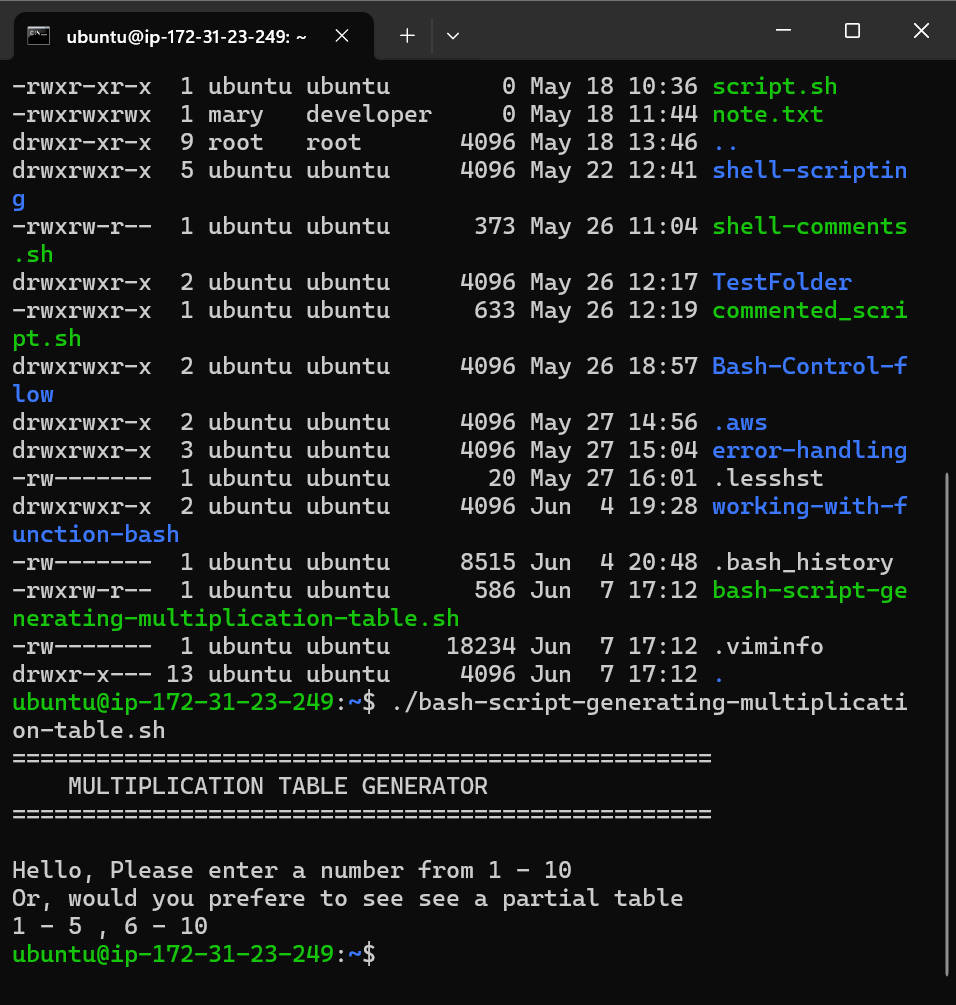 ubuntu@ip-172-31-23-249: ~
-rwxr-xr-x  1 ubuntu ubuntu        0 May 18 10:36 script.sh
-rwxrwxrwx  1 mary   developer     0 May 18 11:44 note.txt
drwxr-xr-x  9 root   root       4096 May 18 13:46 ..
drwxrwxr-x  5 ubuntu ubuntu     4096 May 22 12:41 shell-scriptin
g
-rwxrw-r--  1 ubuntu ubuntu      373 May 26 11:04 shell-comments
.sh
drwxrwxr-x  2 ubuntu ubuntu     4096 May 26 12:17 TestFolder
-rwxrwxr-x  1 ubuntu ubuntu      633 May 26 12:19 commented_scri
pt.sh
drwxrwxr-x  2 ubuntu ubuntu     4096 May 26 18:57 Bash-Control-f
low
drwxrwxr-x  2 ubuntu ubuntu     4096 May 27 14:56 .aws
drwxrwxr-x  3 ubuntu ubuntu     4096 May 27 15:04 error-handling
-rw-------  1 ubuntu ubuntu       20 May 27 16:01 .lesshst
drwxrwxr-x  2 ubuntu ubuntu     4096 Jun  4 19:28 working-with-f
unction-bash
-rw-------  1 ubuntu ubuntu     8515 Jun  4 20:48 .bash_history
-rwxrw-r--  1 ubuntu ubuntu      586 Jun  7 17:12 bash-script-ge
nerating-multiplication-table.sh
-rw-------  1 ubuntu ubuntu    18234 Jun  7 17:12 .viminfo
drwxr-x--- 13 ubuntu ubuntu     4096 Jun  7 17:12 .
ubuntu@ip-172-31-23-249:~$ ./bash-script-generating-multiplicati
on-table.sh
==================================================
    MULTIPLICATION TABLE GENERATOR
==================================================

Hello, Please enter a number from 1 - 10
Or, would you prefere to see see a partial table
1 - 5 , 6 - 10
ubuntu@ip-172-31-23-249:~$